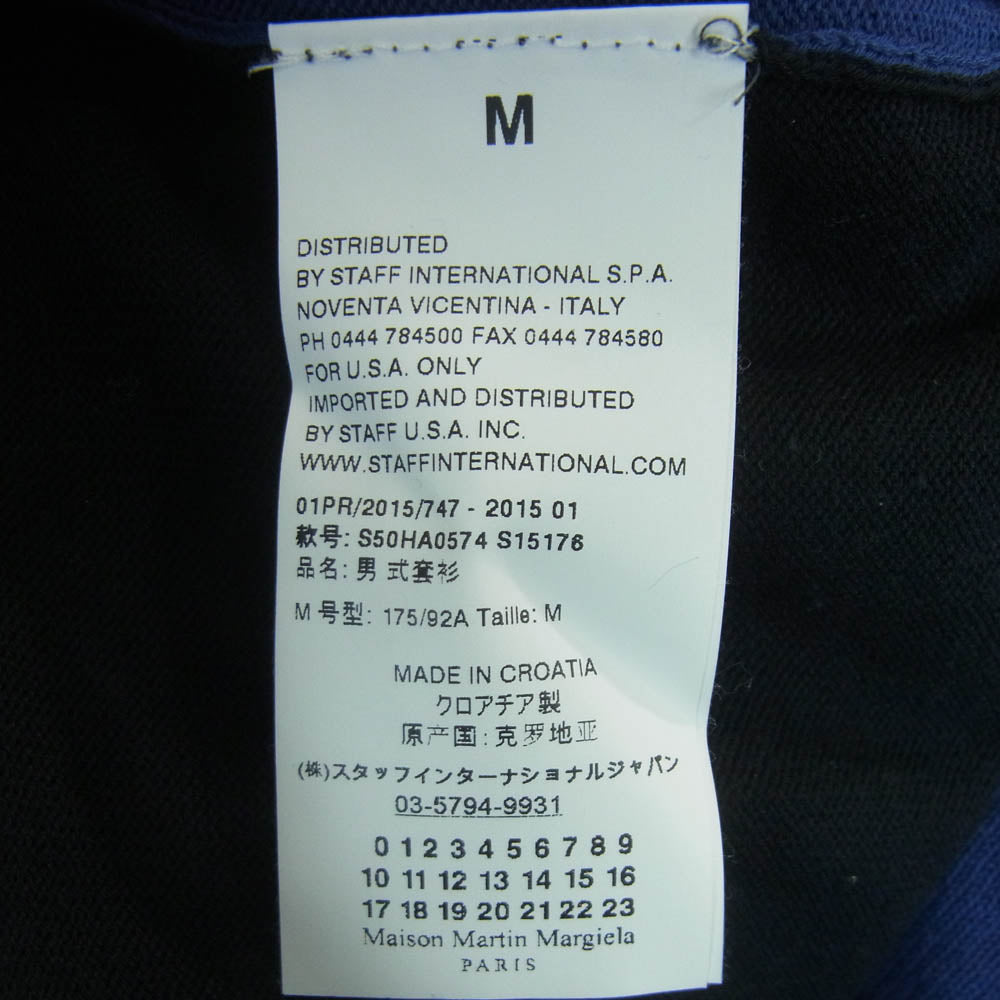 M
DISTRIBUTED
BY STAFF INTERNATIONAL S.P.A.
NOVENTA VICENTINA - ITALY
PH 0444 784500 FAX 0444 784580
FOR U.S.A. ONLY
IMPORTED AND DISTRIBUTED
BY STAFF U.S.A. INC.
WWW.STAFFINTERNATIONAL.COM
01PR/2015/747 - 2015 01
款号: S50HA0574 S15176
品名: 男 式套衫
M 号型: 175/92A Taille: M
MADE IN CROATIA
クロアチア製
原产国: 克罗地亚
(株)スタッフインターナショナルジャパン
03-5794-9931
0 1 2 3 4 5 6 7 8 9
10 11 12 13 14 15 16
17 18 19 20 21 22 23
Maison Martin Margiela
PARIS